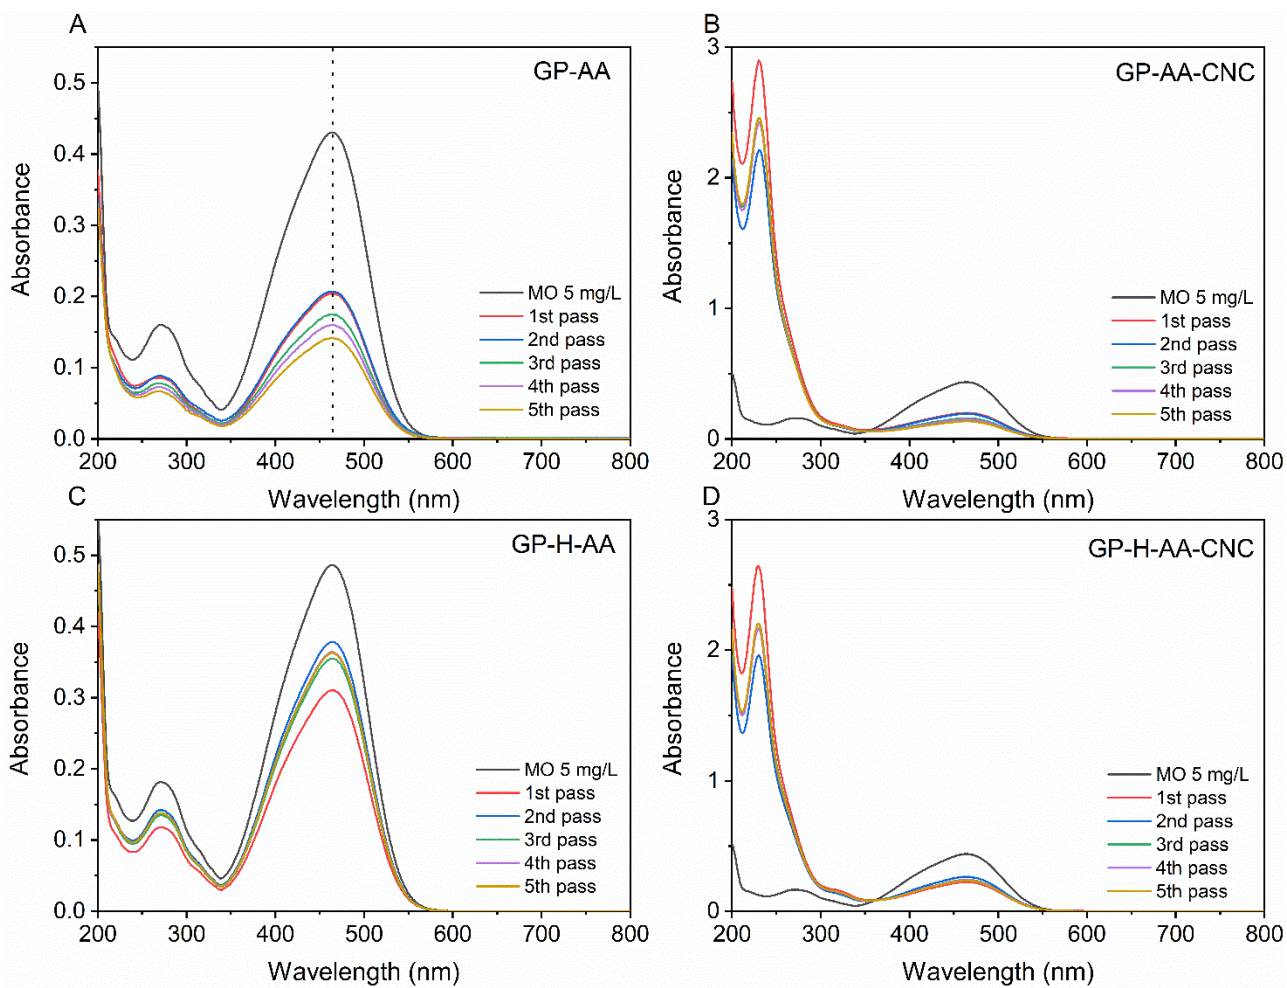 A
GP-AA
Absorbance
0.5
0.4
0.3
0.2
0.1
0.0
MO 5 mg/L
1st pass
2nd pass
3rd pass
4th pass
5th pass
200 300 400 500 600 700 800
Wavelength (nm)
B
GP-AA-CNC
Absorbance
3
2
1
0
MO 5 mg/L
1st pass
2nd pass
3rd pass
4th pass
5th pass
200 300 400 500 600 700 800
Wavelength (nm)
C
GP-H-AA
Absorbance
0.5
0.4
0.3
0.2
0.1
0.0
MO 5 mg/L
1st pass
2nd pass
3rd pass
4th pass
5th pass
200 300 400 500 600 700 800
Wavelength (nm)
D
GP-H-AA-CNC
Absorbance
3
2
1
0
MO 5 mg/L
1st pass
2nd pass
3rd pass
4th pass
5th pass
200 300 400 500 600 700 800
Wavelength (nm)